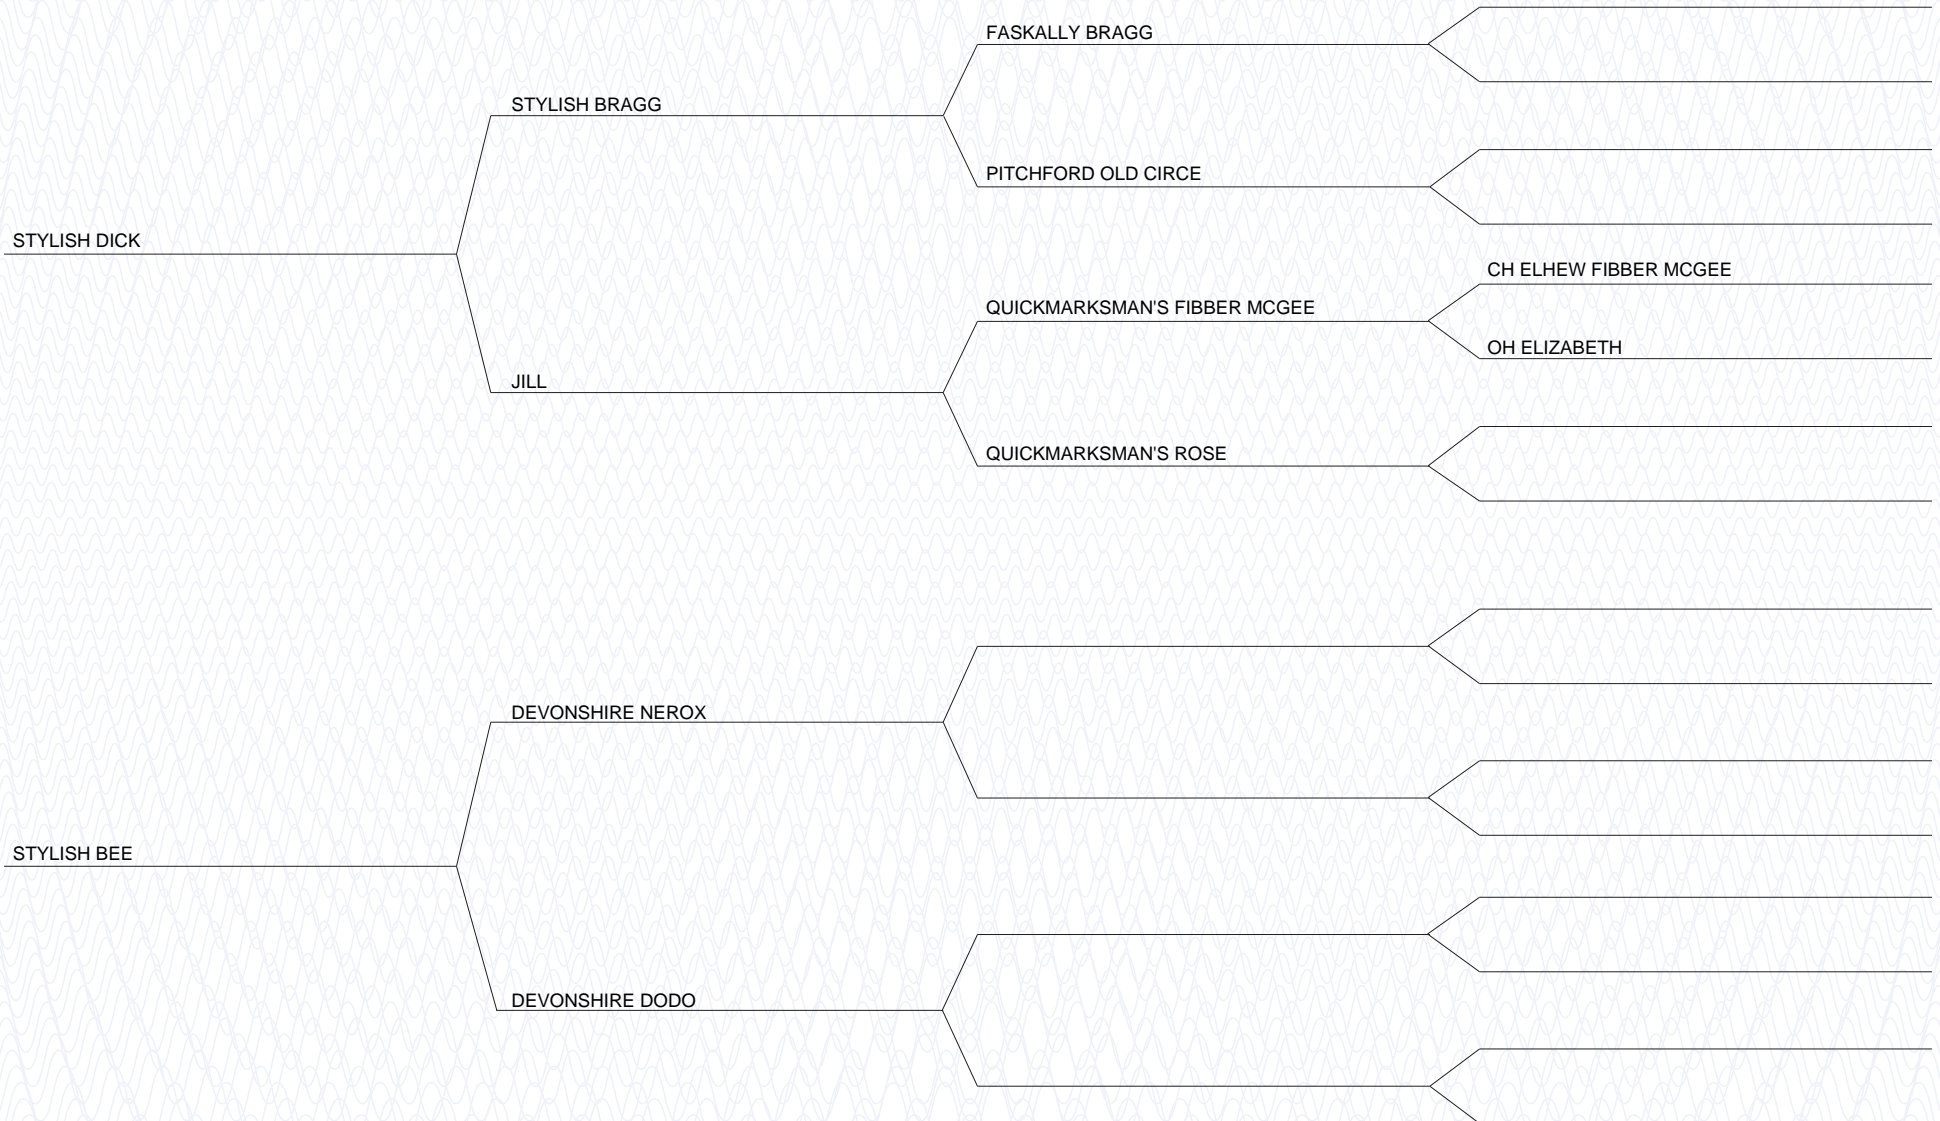 FASKALLY BRAGG
STYLISH BRAGG
PITCHFORD OLD CIRCE
STYLISH DICK
CH ELHEW FIBBER MCGEE
QUICKMARKSMAN'S FIBBER MCGEE
OH ELIZABETH
JILL
QUICKMARKSMAN'S ROSE
DEVONSHIRE NEROX
STYLISH BEE
DEVONSHIRE DODO